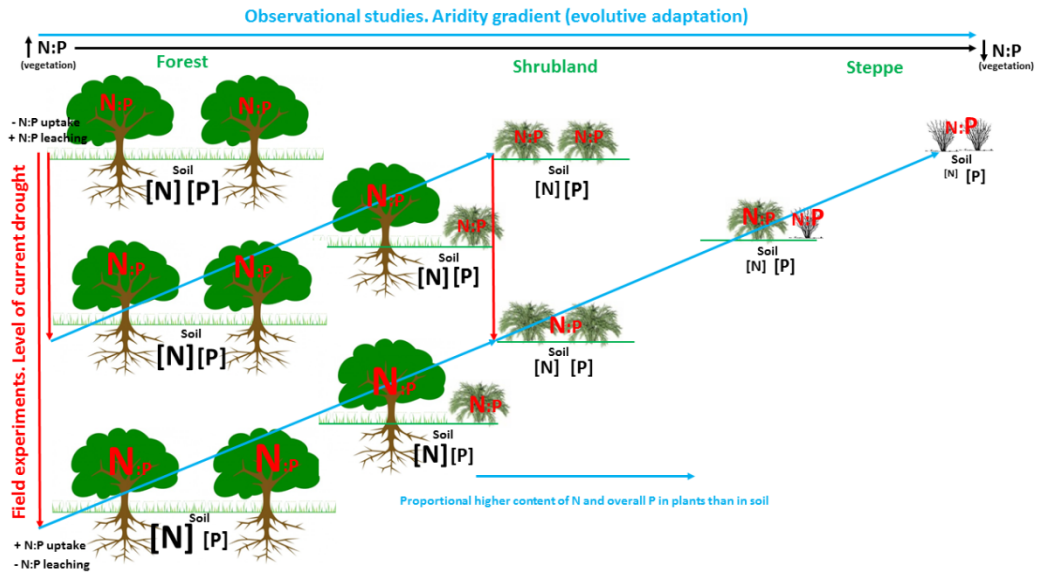 Observational studies. Aridity gradient (evolutive adaptation)
N:P
(vegetation)
N:P
(vegetation)
Forest
Shrubland
Steppe
- N:P uptake
+ N:P leaching
Field experiments. Level of current drought
N:P
N:P
Soil
[N] [P]
N:P
N:P
Soil
[N] [P]
N:P
Soil
[N] [P]
N:P
N:P
Soil
[N] [P]
N:P
N:P
Soil
[N] [P]
N:P
N:P
Soil
[N] [P]
N:P
Soil
[N] [P]
N:P
N:P
Soil
[N] [P]
N:P
N:P
Soil
[N] [P]
Proportional higher content of N and overall P in plants than in soil
+ N:P uptake
- N:P leaching